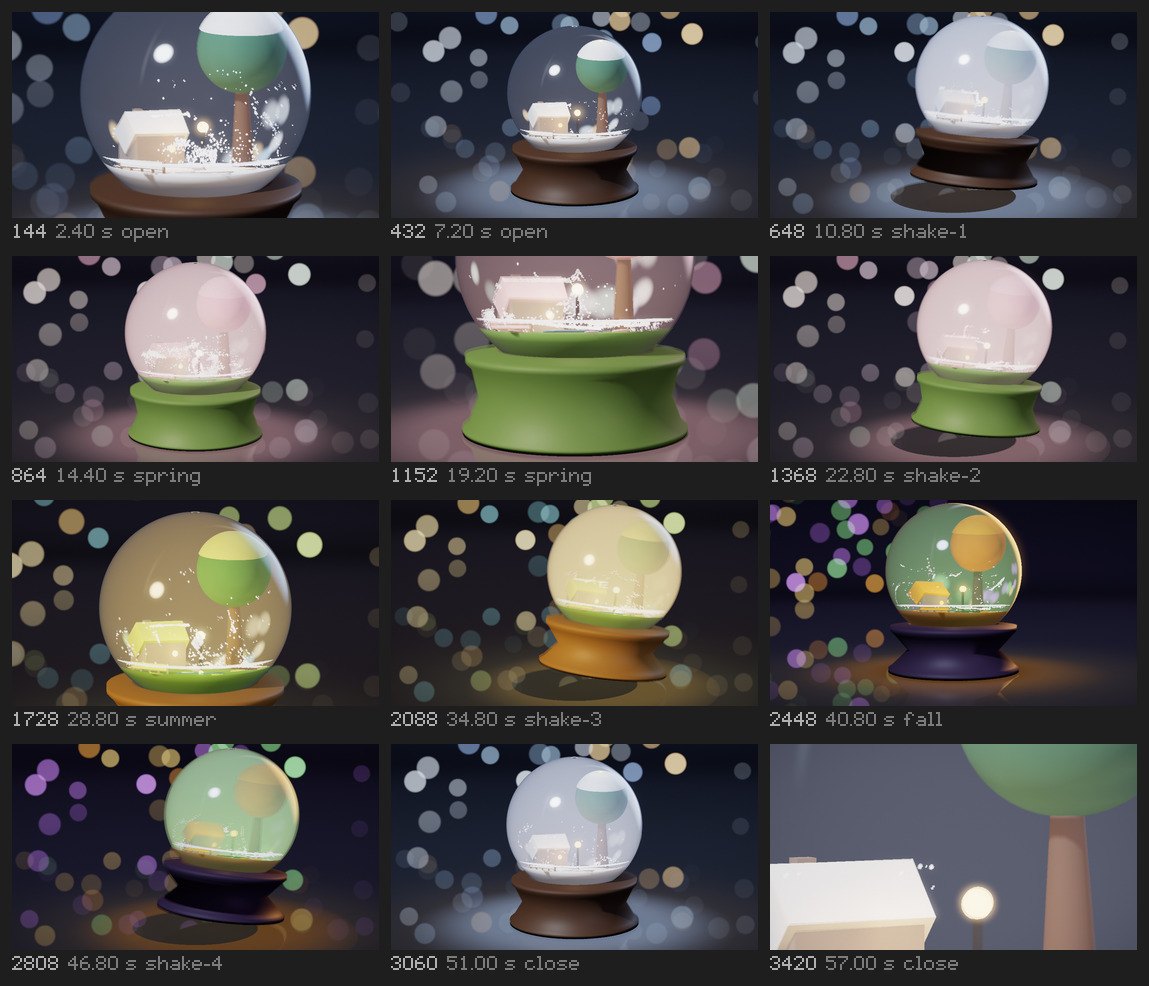 144 2.40 s open
432 7.20 s open
648 10.80 s shake-1
864 14.40 s spring
1152 19.20 s spring
1368 22.80 s shake-2
1728 28.80 s summer
2088 34.80 s shake-3
2448 40.80 s fall
2808 46.80 s shake-4
3060 51.00 s close
3420 57.00 s close